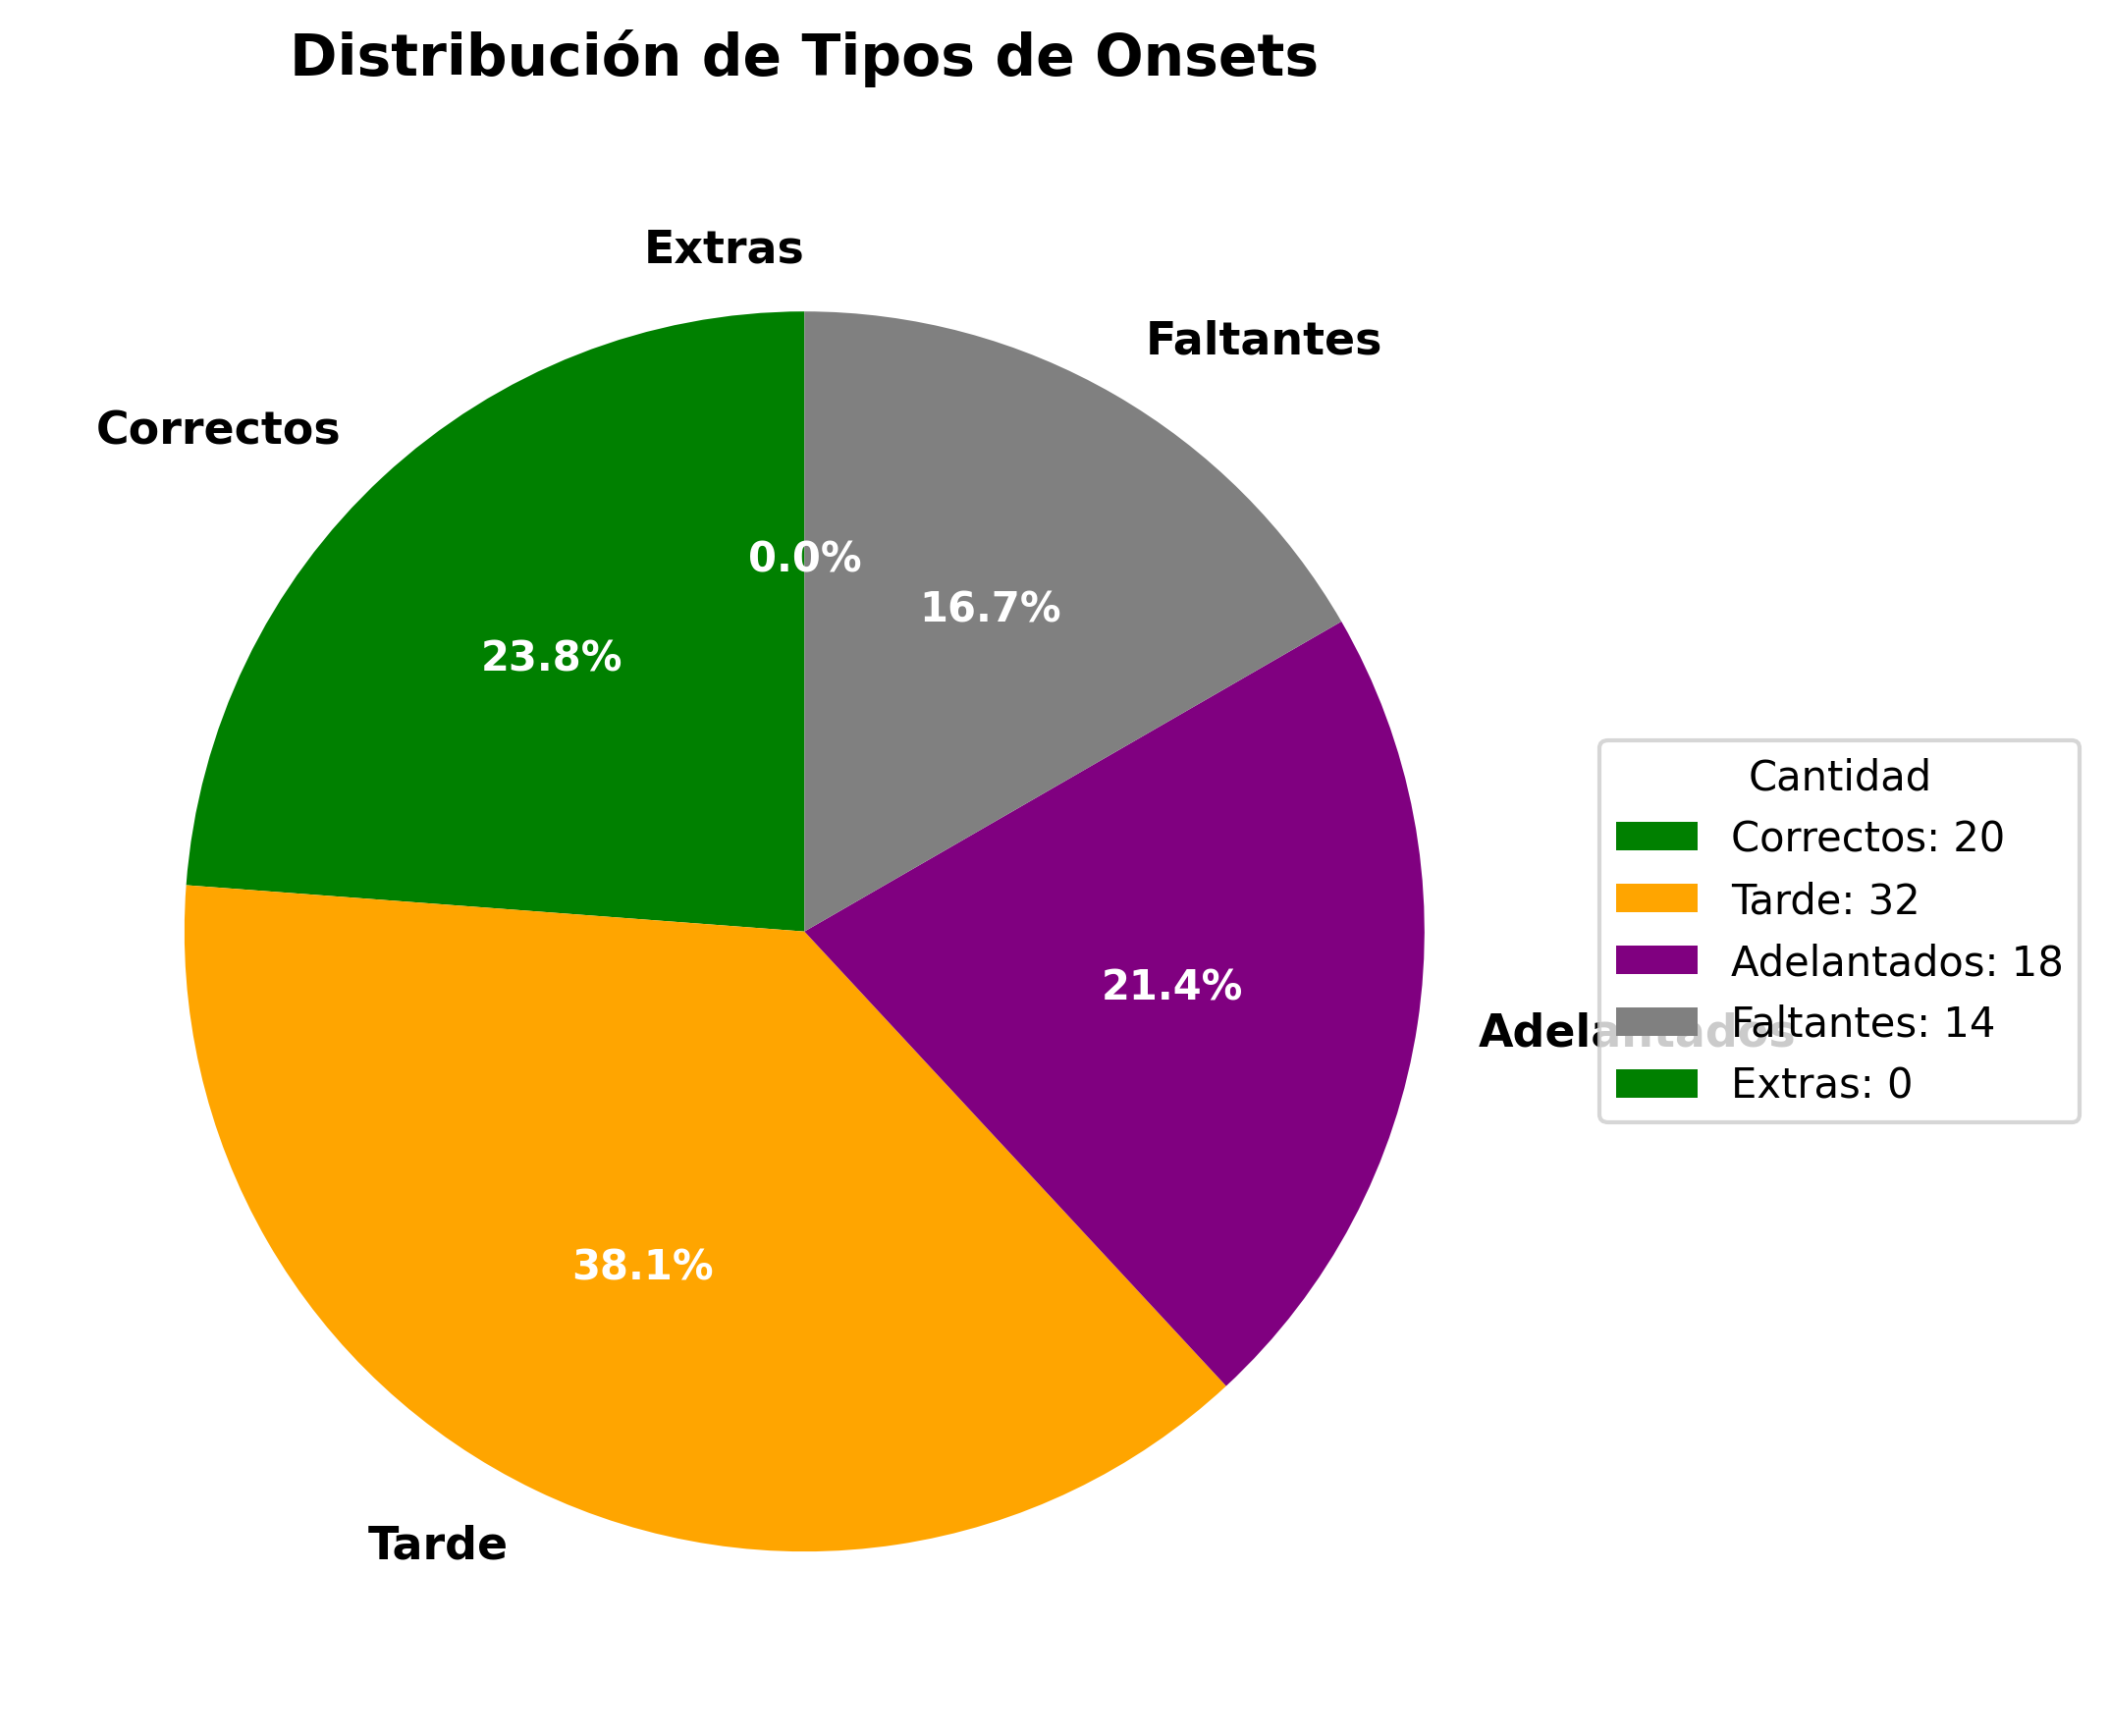 Distribución de Tipos de Onsets
Extras
Faltantes
Correctos
0.0%
16.7%
23.8%
21.4%
38.1%
Adelantados
Tarde
Cantidad
Correctos: 20
Tarde: 32
Adelantados: 18
Faltantes: 14
Extras: 0